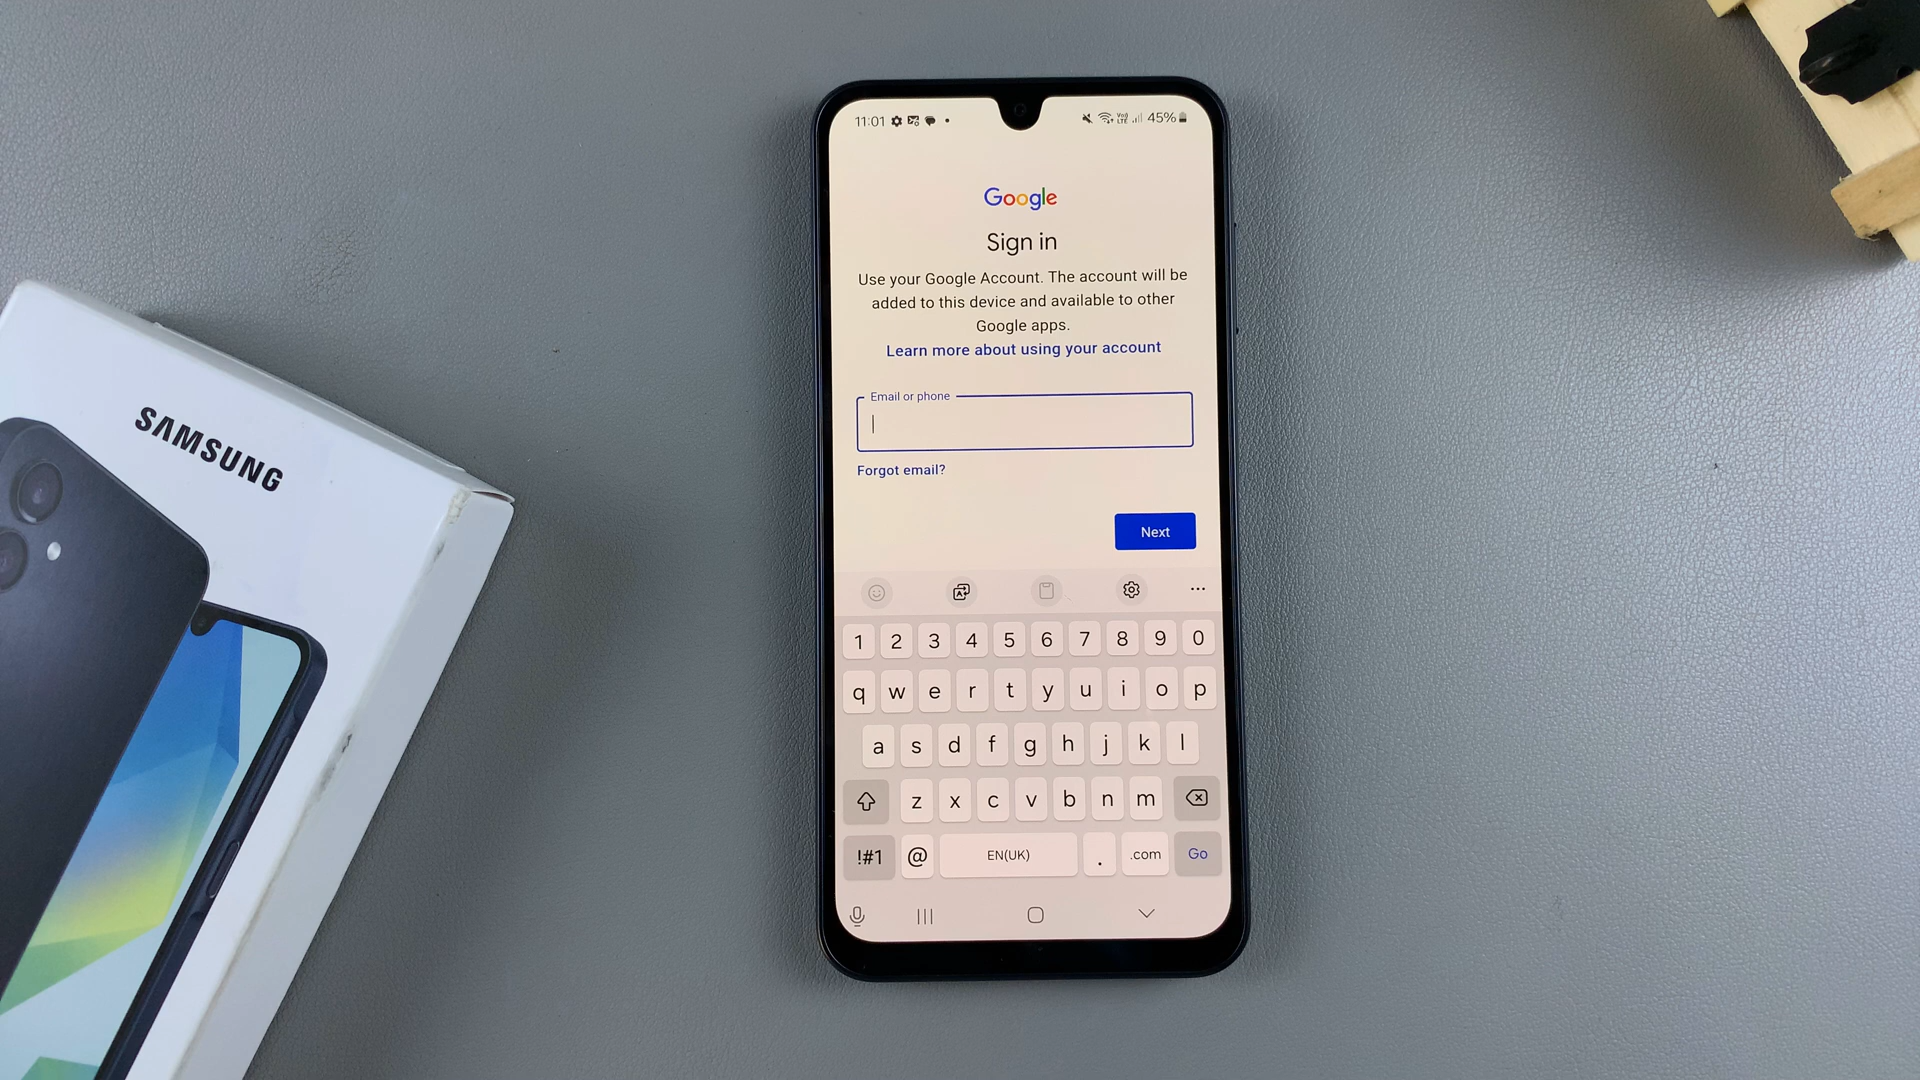 11:01
45%
Google
Sign in
Use your Google Account. The account will be
added to this device and available to other
Google apps.
Learn more about using your account
Email or phone
Forgot email?
Next
1 2 3 4 5 6 7 8 9 0
q w e r t y u i o p
a s d f g h j k l
z x c v b n m
!#1 @ EN(UK) . .com Go
SAMSUNG